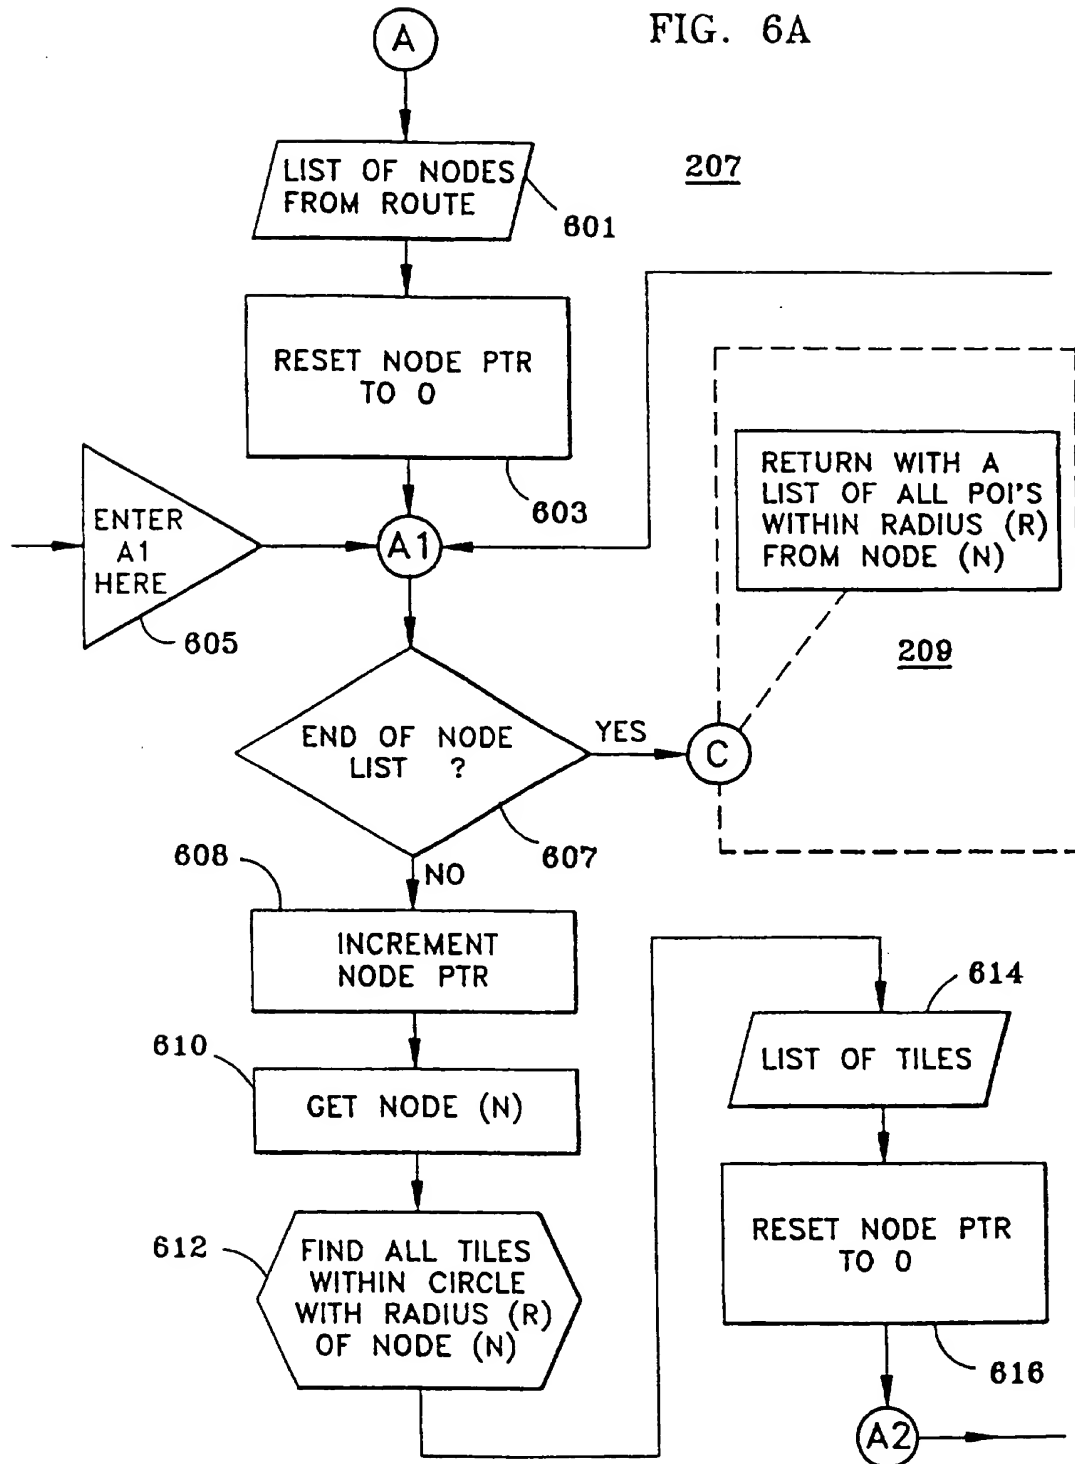 A
FIG. 6A
LIST OF NODES
FROM ROUTE
601
207
RESET NODE PTR
TO 0
603
ENTER
A1
HERE
605
A1
RETURN WITH A
LIST OF ALL POI'S
WITHIN RADIUS (R)
FROM NODE (N)
209
END OF NODE
LIST ?
607
YES
C
NO
608
INCREMENT
NODE PTR
610
GET NODE (N)
612
FIND ALL TILES
WITHIN CIRCLE
WITH RADIUS (R)
OF NODE (N)
614
LIST OF TILES
RESET NODE PTR
TO 0
616
A2